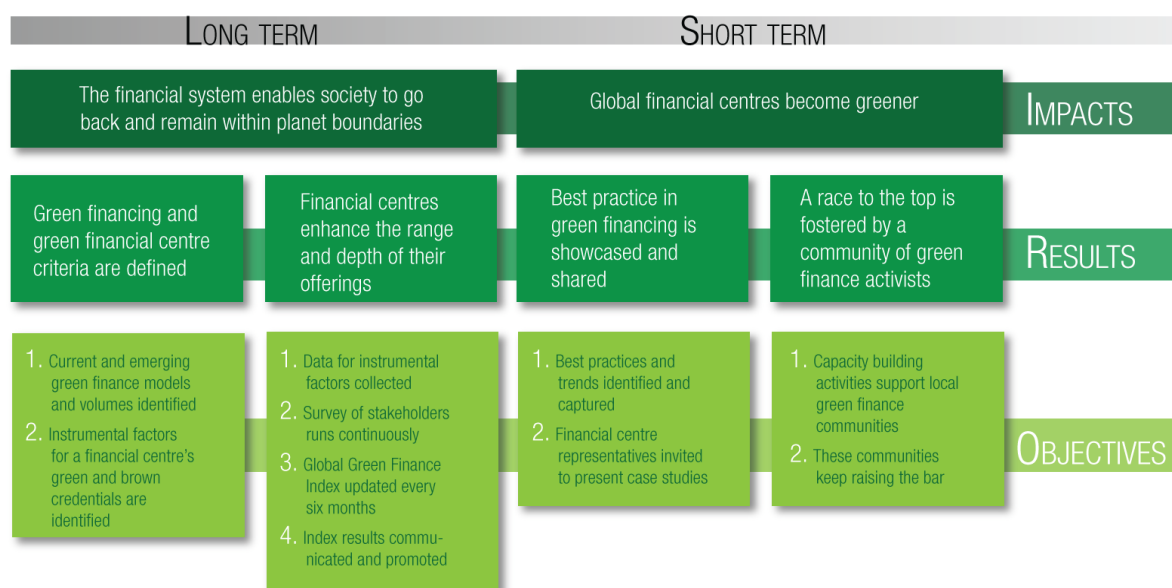 LONG TERM
SHORT TERM
The financial system enables society to go
back and remain within planet boundaries
Global financial centres become greener
IMPACTS
Green financing and
green financial centre
criteria are defined
Financial centres
enhance the range
and depth of their
offerings
Best practice in
green financing is
showcased and
shared
A race to the top is
fostered by a
community of green
finance activists
RESULTS
1. Current and emerging
green finance models
and volumes identified
2. Instrumental factors
for a financial centre's
green and brown
credentials are
identified
1. Data for instrumental
factors collected
2. Survey of stakeholders
runs continuously
3. Global Green Finance
Index updated every
six months
4. Index results commu-
nicated and promoted
1. Best practices and
trends identified and
captured
2. Financial centre
representatives invited
to present case studies
1. Capacity building
activities support local
green finance
communities
2. These communities
keep raising the bar
OBJECTIVES